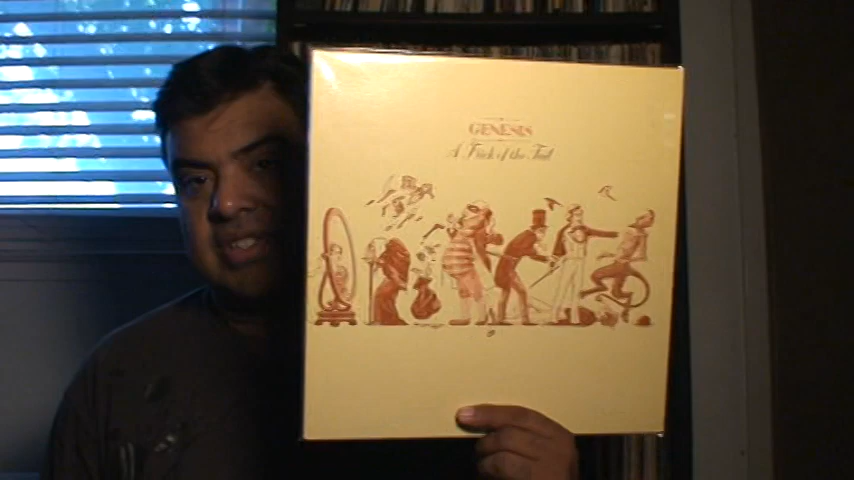 GENESIS
A Trick of the Tail